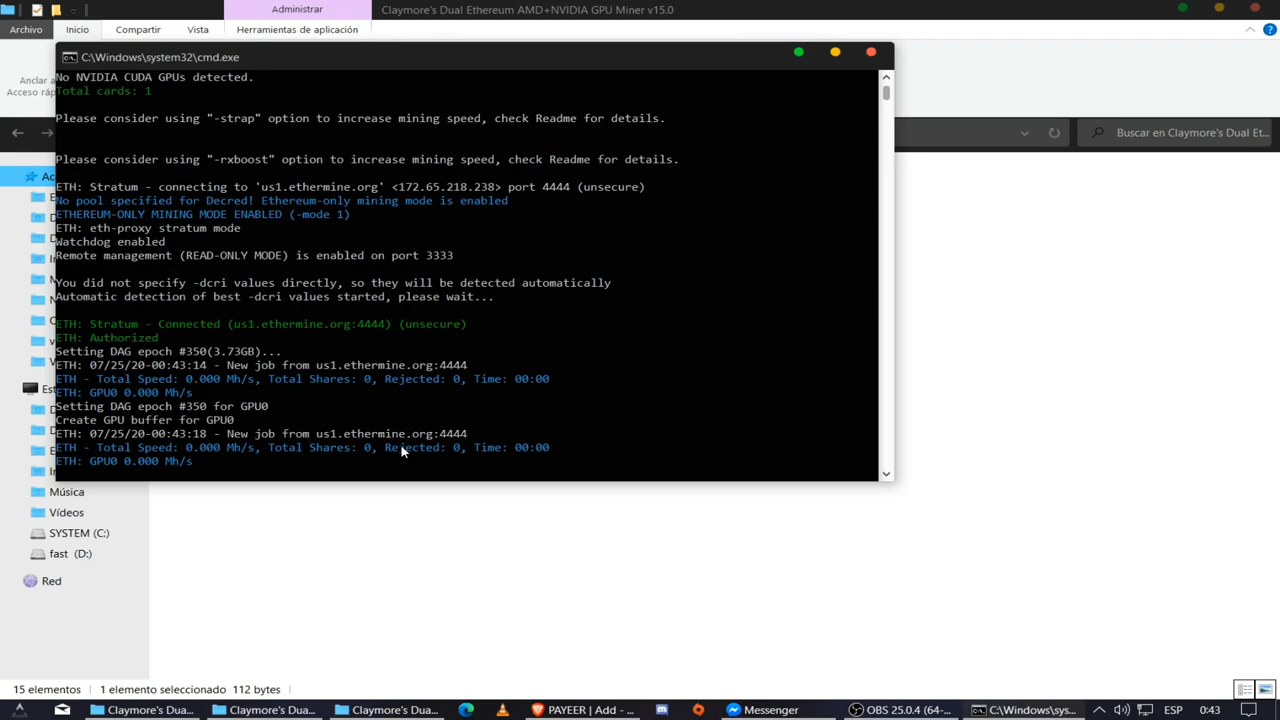 Administrar
Claymore's Dual Ethereum AMD+NVIDIA GPU Miner v15.0
Archivo
Inicio
Compartir
Vista
Herramientas de aplicación
C:\Windows\system32\cmd.exe
Anclar a
Acceso ráp
Buscar en Claymore's Dual Et...
No NVIDIA CUDA GPUs detected.
Total cards: 1
Please consider using "-strap" option to increase mining speed, check Readme for details.
Please consider using "-rxboost" option to increase mining speed, check Readme for details.
ETH: Stratum - connecting to 'us1.ethermine.org' <172.65.218.238> port 4444 (unsecure)
No pool specified for Decred! Ethereum-only mining mode is enabled
ETHEREUM-ONLY MINING MODE ENABLED (-mode 1)
ETH: eth-proxy stratum mode
Watchdog enabled
Remote management (READ-ONLY MODE) is enabled on port 3333
You did not specify -dcri values directly, so they will be detected automatically
Automatic detection of best -dcri values started, please wait...
ETH: Stratum - Connected (us1.ethermine.org:4444) (unsecure)
ETH: Authorized
Setting DAG epoch #350(3.73GB)...
ETH: 07/25/20-00:43:14 - New job from us1.ethermine.org:4444
ETH - Total Speed: 0.000 Mh/s, Total Shares: 0, Rejected: 0, Time: 00:00
ETH: GPU0 0.000 Mh/s
Setting DAG epoch #350 for GPU0
Create GPU buffer for GPU0
ETH: 07/25/20-00:43:18 - New job from us1.ethermine.org:4444
ETH - Total Speed: 0.000 Mh/s, Total Shares: 0, Rejected: 0, Time: 00:00
ETH: GPU0 0.000 Mh/s
Música
Vídeos
SYSTEM (C:)
fast (D:)
Red
15 elementos
1 elemento seleccionado 112 bytes
Claymore's Dua...
Claymore's Dua...
Claymore's Dua...
PAYEER | Add - ...
Messenger
OBS 25.0.4 (64-...
C:\Windows\sys...
ESP
0:43